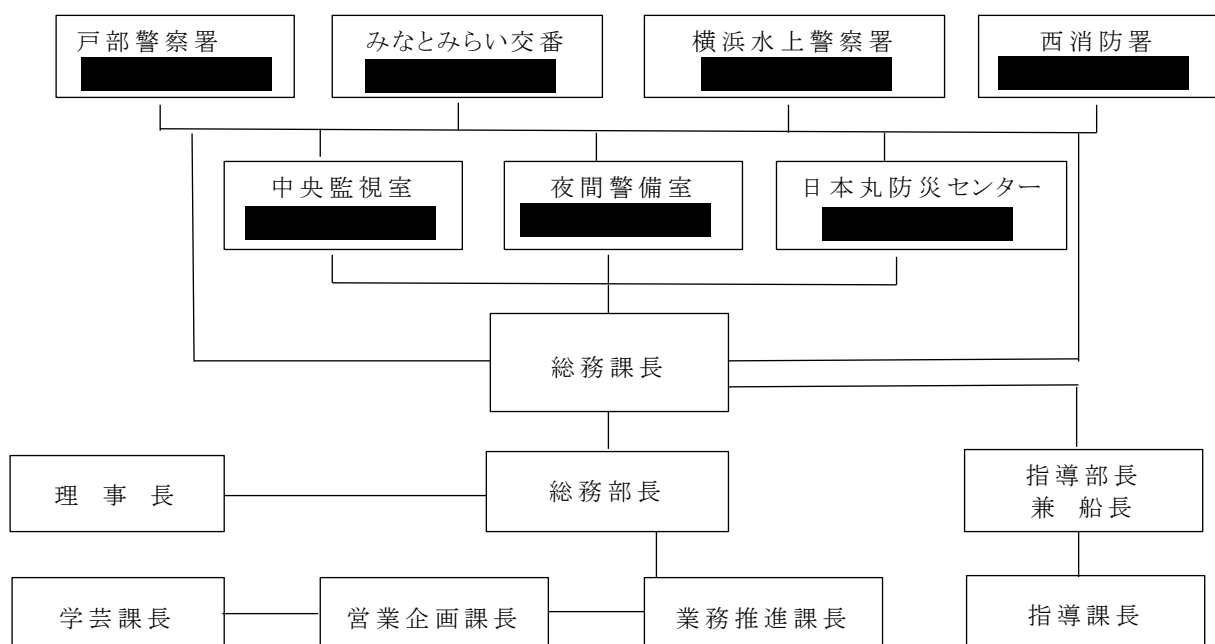 戸部警察署
みなとみらい交番
横浜水上警察署
西消防署
中央監視室
夜間警備室
日本丸防災センター
総務課長
理事長
総務部長
指導部長
兼船長
学芸課長
営業企画課長
業務推進課長
指導課長